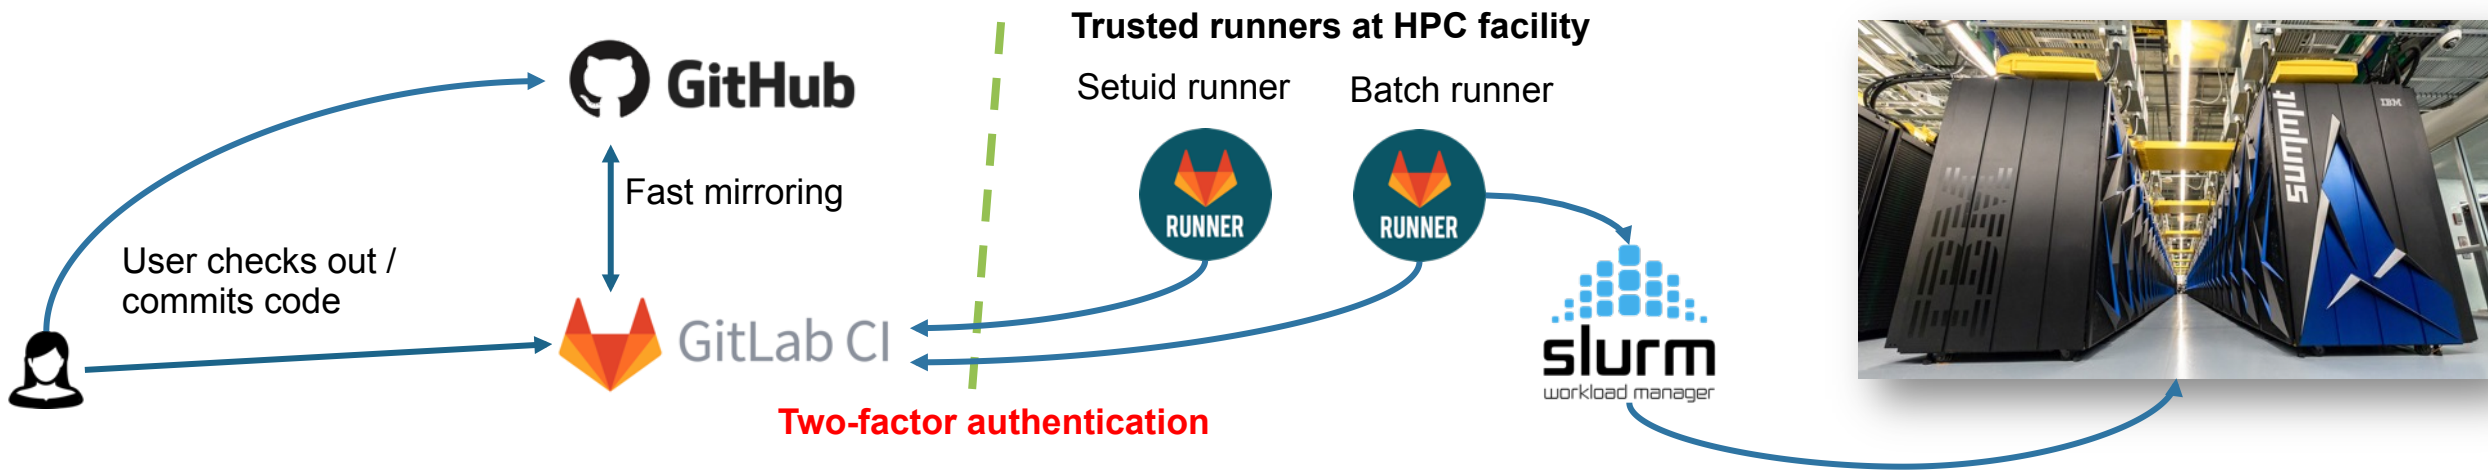 Trusted runners at HPC facility
Setuid runner
Batch runner
GitHub
Fast mirroring
RUNNER
RUNNER
User checks out /
commits code
GitLab CI
slurm
workload manager
Two-factor authentication
summit
IBM
IBM